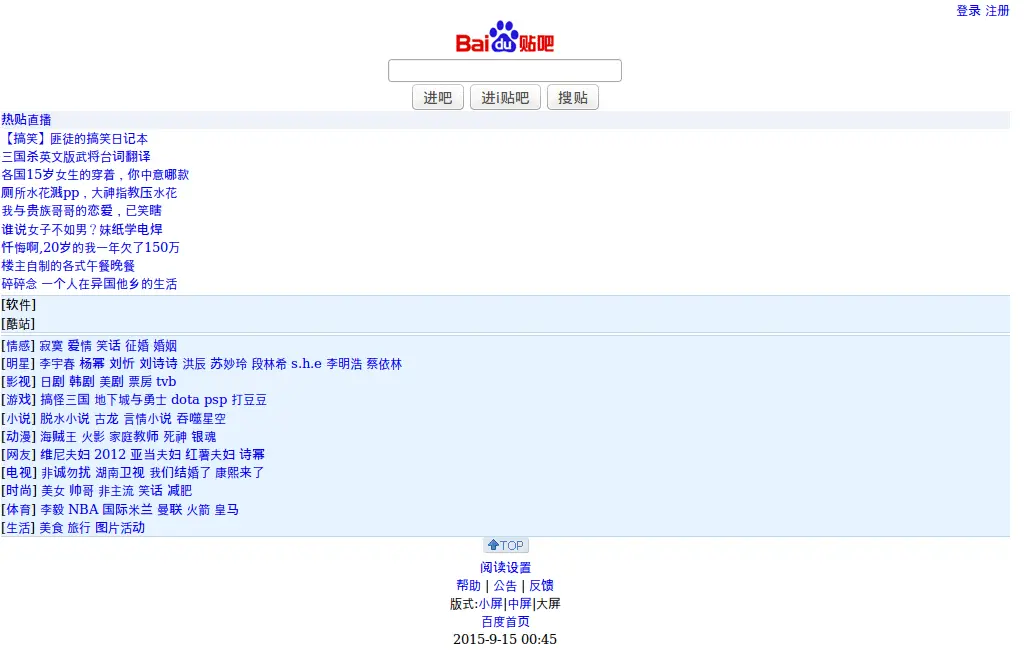 登录 注册
Bai du 贴吧
进吧 进i贴吧 搜贴
热贴直播
【搞笑】匪徒的搞笑日记本
三国杀英文版武将台词翻译
各国15岁女生的穿着，你中意哪款
厕所水花溅pp，大神指教压水花
我与贵族哥哥的恋爱，已笑瞎
谁说女子不如男？妹纸学电焊
忏悔啊,20岁的我一年欠了150万
楼主自制的各式午餐晚餐
碎碎念 一个人在异国他乡的生活
[软件]
[酷站]
[情感] 寂寞 爱情 笑话 征婚 婚姻
[明星] 李宇春 杨幂 刘忻 刘诗诗 洪辰 苏妙玲 段林希 s.h.e 李明浩 蔡依林
[影视] 日剧 韩剧 美剧 票房 tvb
[游戏] 搞怪三国 地下城与勇士 dota psp 打豆豆
[小说] 脱水小说 古龙 言情小说 吞噬星空
[动漫] 海贼王 火影 家庭教师 死神 银魂
[网友] 维尼夫妇 2012 亚当夫妇 红薯夫妇 诗幂
[电视] 非诚勿扰 湖南卫视 我们结婚了 康熙来了
[时尚] 美女 帅哥 非主流 笑话 减肥
[体育] 李毅 NBA 国际米兰 曼联 火箭 皇马
[生活] 美食 旅行 图片活动
TOP
阅读设置
帮助 | 公告 | 反馈
版式:小屏|中屏|大屏
百度首页
2015-9-15 00:45